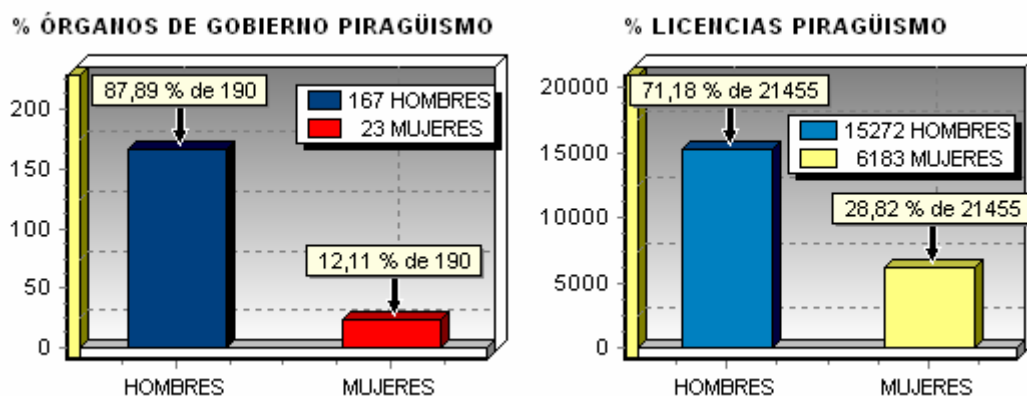 % ÓRGANOS DE GOBIERNO PIRAGÜISMO
87,89 % de 190
167 HOMBRES
23 MUJERES
12,11 % de 190
200
150
100
50
0
HOMBRES
MUJERES
% LICENCIAS PIRAGÜISMO
71,18 % de 21455
15272 HOMBRES
6183 MUJERES
28,82 % de 21455
20000
15000
10000
5000
0
HOMBRES
MUJERES